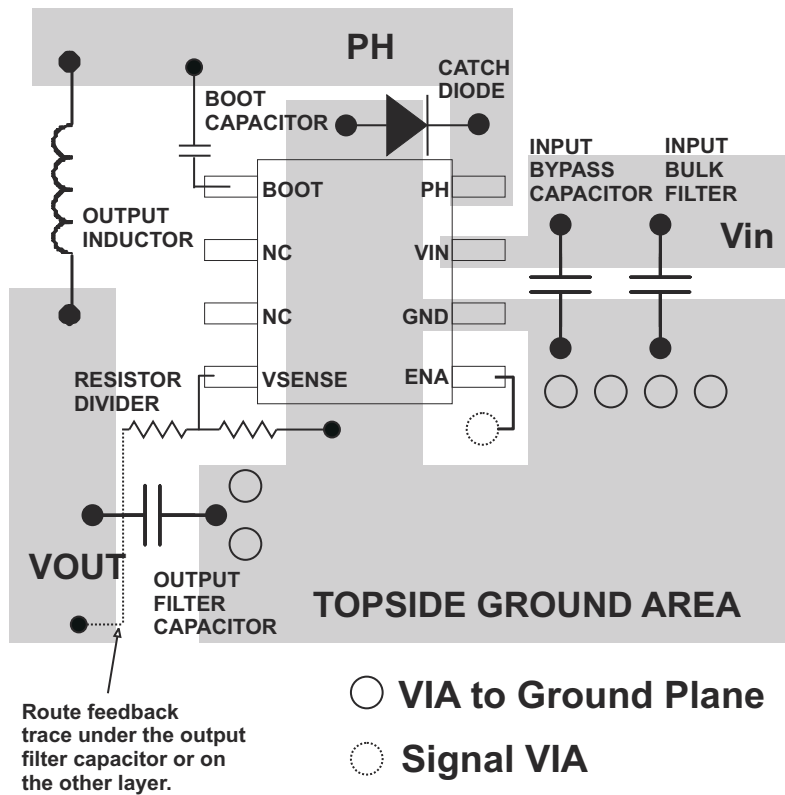 PH
CATCH
DIODE
BOOT
CAPACITOR
INPUT
BYPASS
CAPACITOR
INPUT
BULK
FILTER
Vin
OUTPUT
INDUCTOR
BOOT
NC
NC
VSENSE
PH
VIN
GND
ENA
RESISTOR
DIVIDER
VOUT
OUTPUT
FILTER
CAPACITOR
TOPSIDE GROUND AREA
Route feedback
trace under the output
filter capacitor or on
the other layer.
VIA to Ground Plane
Signal VIA